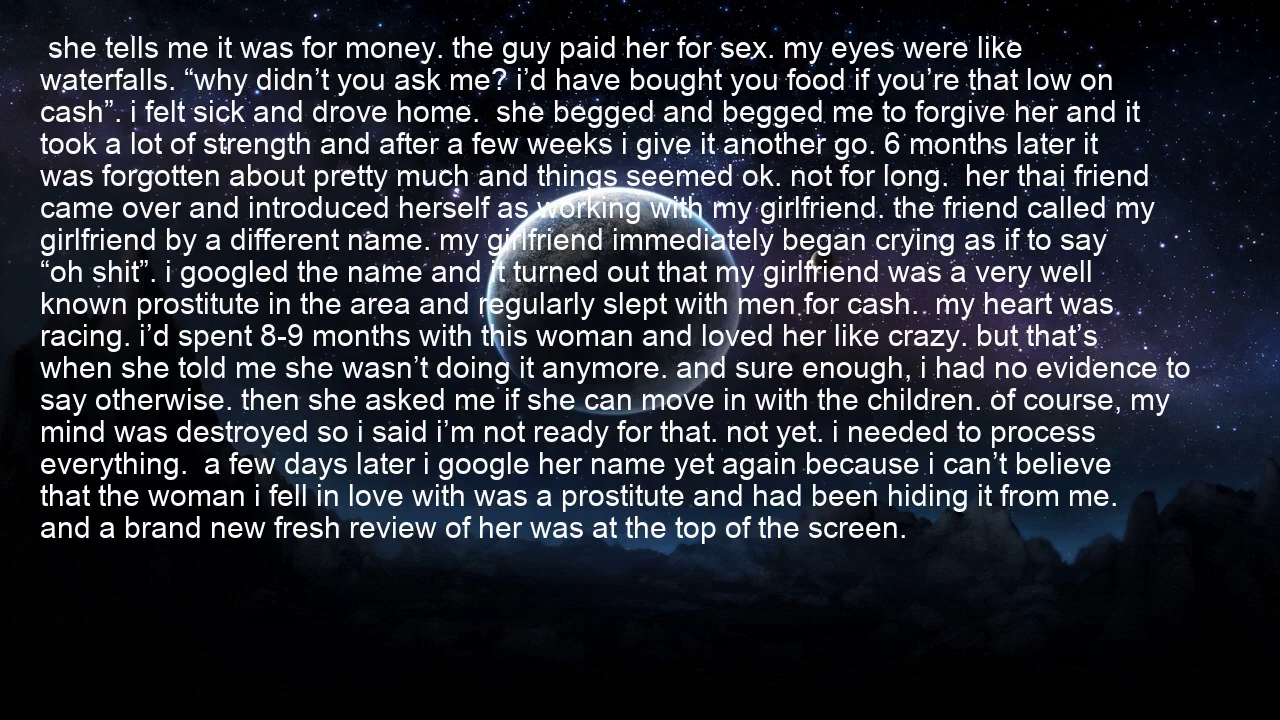 she tells me it was for money. the guy paid her for sex. my eyes were like
waterfalls. “why didn’t you ask me? i’d have bought you food if you’re that low on
cash”. i felt sick and drove home.  she begged and begged me to forgive her and it
took a lot of strength and after a few weeks i give it another go. 6 months later it
was forgotten about pretty much and things seemed ok. not for long.  her thai friend
came over and introduced herself as working with my girlfriend. the friend called my
girlfriend by a different name. my girlfriend immediately began crying as if to say
“oh shit”. i googled the name and it turned out that my girlfriend was a very well
known prostitute in the area and regularly slept with men for cash..  my heart was
racing. i’d spent 8-9 months with this woman and loved her like crazy. but that’s
when she told me she wasn’t doing it anymore. and sure enough, i had no evidence to
say otherwise. then she asked me if she can move in with the children. of course, my
mind was destroyed so i said i’m not ready for that. not yet. i needed to process
everything.  a few days later i google her name yet again because i can’t believe
that the woman i fell in love with was a prostitute and had been hiding it from me.
and a brand new fresh review of her was at the top of the screen.